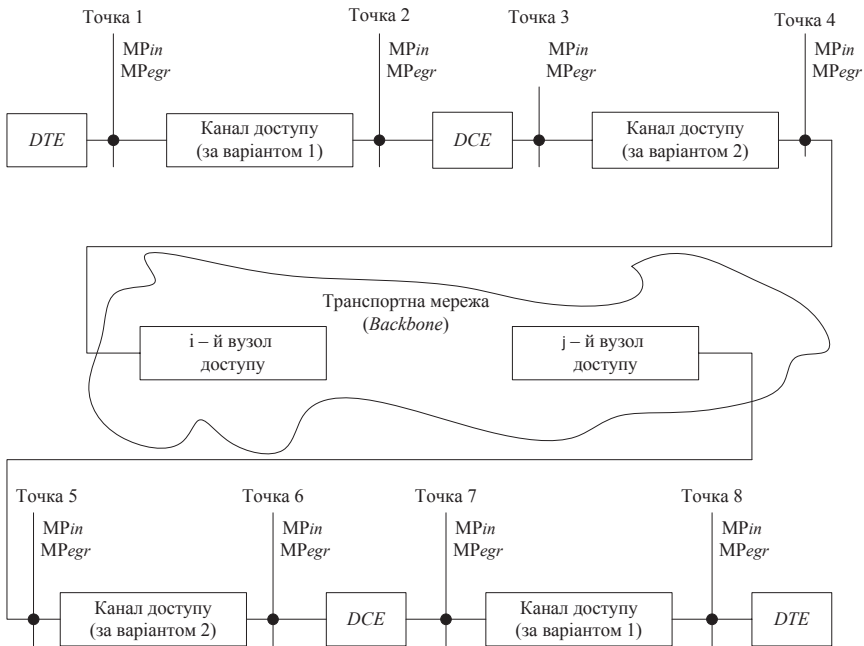 Точка 1
Точка 2
Точка 3
Точка 4
MPin
MPegr
MPin
MPegr
MPin
MPegr
MPin
MPegr
DTE
Канал доступу
(за варіантом 1)
DCE
Канал доступу
(за варіантом 2)
Транспортна мережа
(Backbone)
i – й вузол
доступу
j – й вузол
доступу
Точка 5
Точка 6
Точка 7
Точка 8
MPin
MPegr
MPin
MPegr
MPin
MPegr
MPin
MPegr
Канал доступу
(за варіантом 2)
DCE
Канал доступу
(за варіантом 1)
DTE